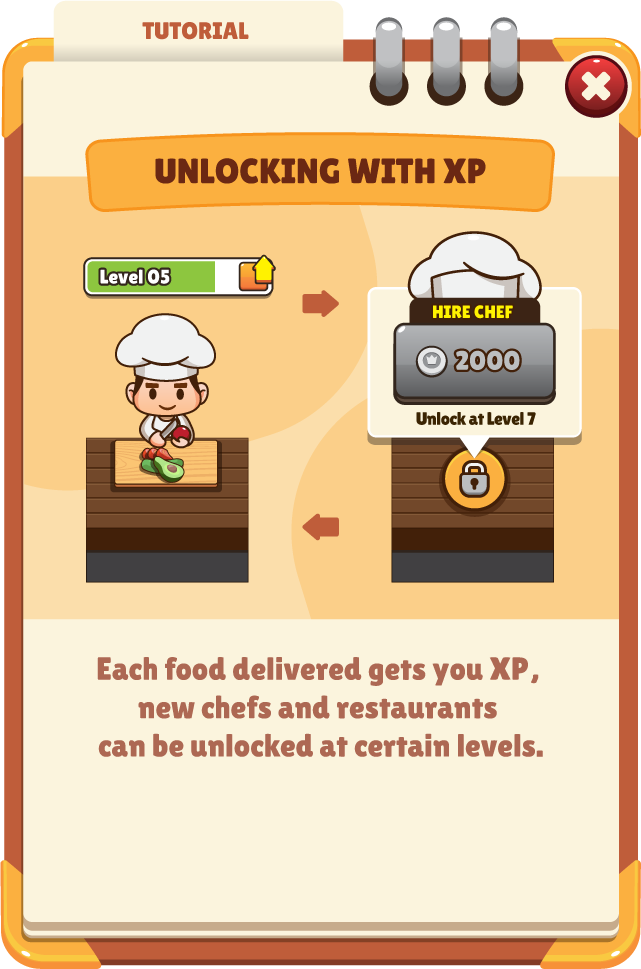 TUTORIAL
UNLOCKING WITH XP
Level 05
HIRE CHEF
2000
Unlock at Level 7
Each food delivered gets you XP,
new chefs and restaurants
can be unlocked at certain levels.